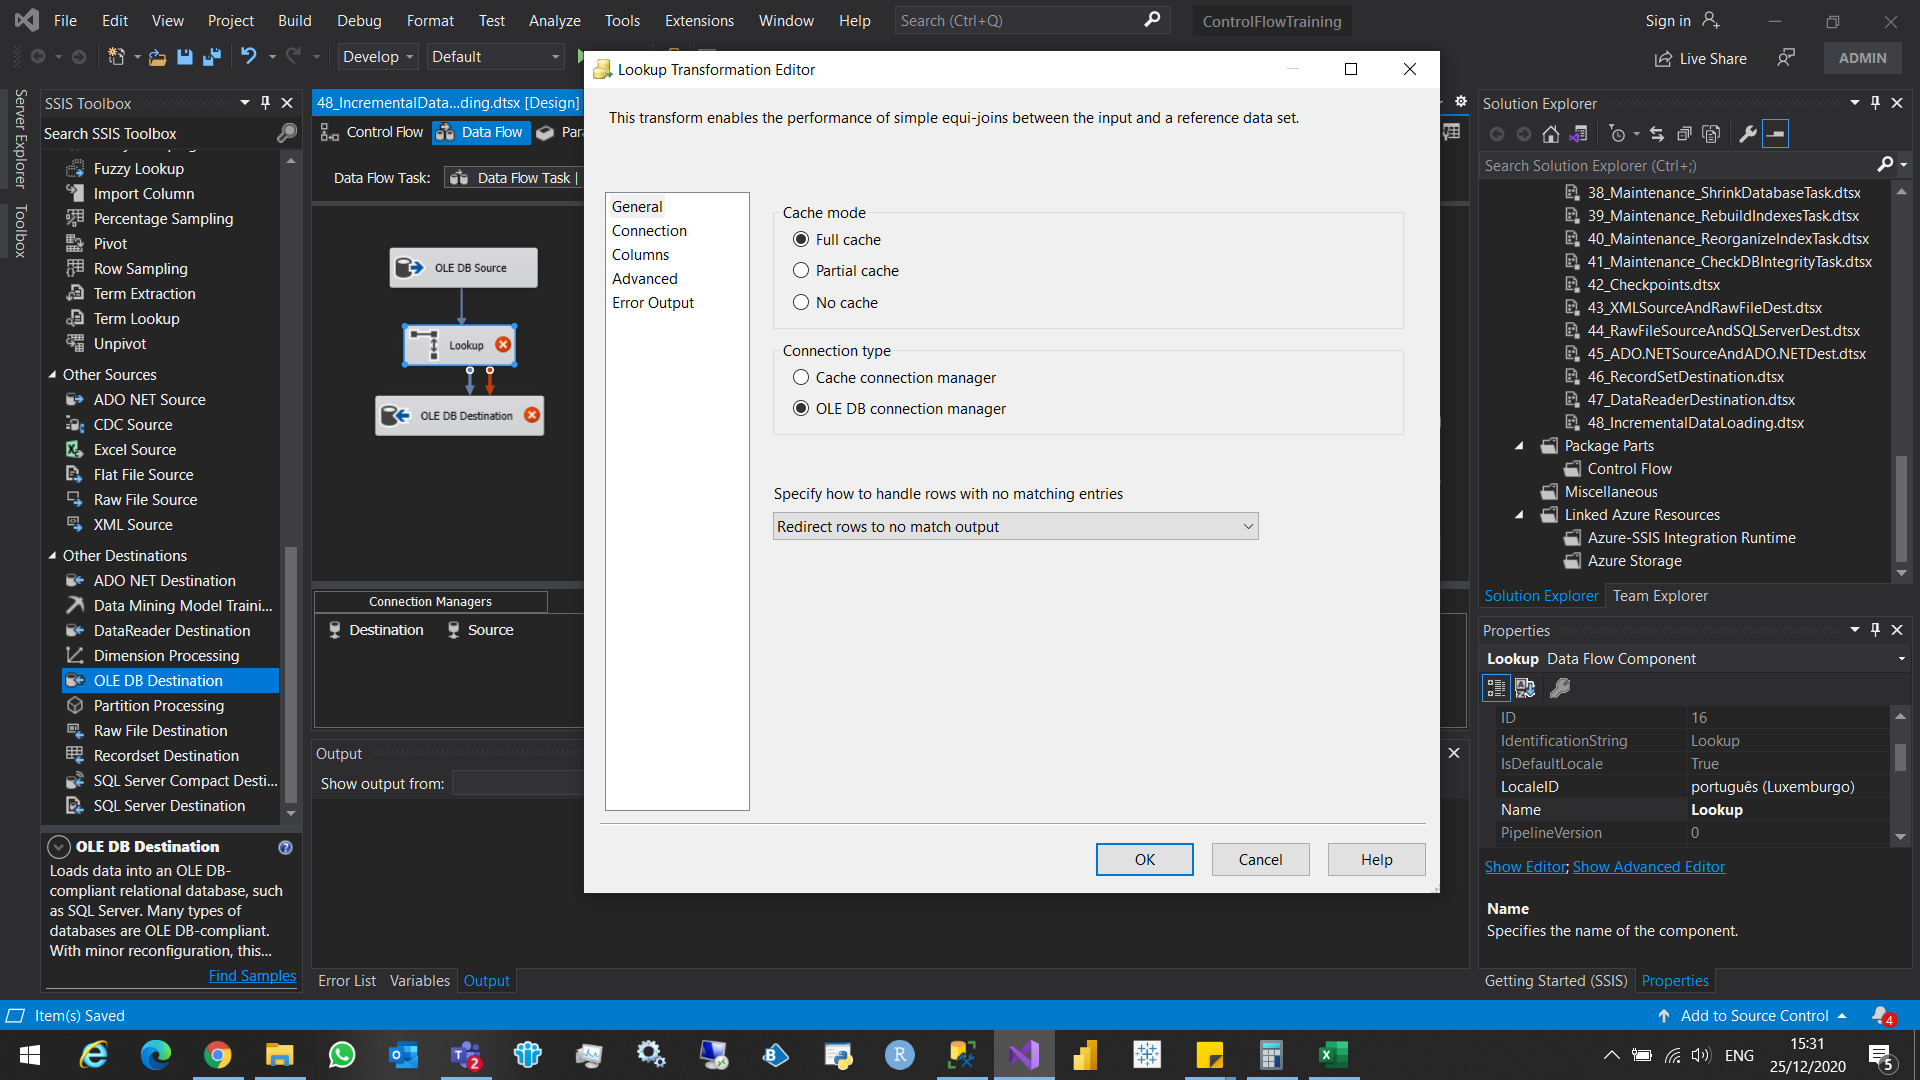 File Edit View Project Build Debug Format Test Analyze Tools Extensions Window Help
Search (Ctrl+Q)
ControlFlowTraining
Sign in
Develop
Default
Live Share
ADMIN
Server Explorer
Toolbox
SSIS Toolbox
Search SSIS Toolbox
Fuzzy Lookup
Import Column
Percentage Sampling
Pivot
Row Sampling
Term Extraction
Term Lookup
Unpivot
Other Sources
ADO NET Source
CDC Source
Excel Source
Flat File Source
Raw File Source
XML Source
Other Destinations
ADO NET Destination
Data Mining Model Traini...
DataReader Destination
Dimension Processing
OLE DB Destination
Partition Processing
Raw File Destination
Recordset Destination
SQL Server Compact Desti...
SQL Server Destination
OLE DB Destination
Loads data into an OLE DB-
compliant relational database, such
as SQL Server. Many types of
databases are OLE DB-compliant.
With minor reconfiguration, this...
Find Samples
48_IncrementalData...ding.dtsx [Design]
Control Flow
Data Flow
Par
Data Flow Task:
Data Flow Task
OLE DB Source
Lookup
OLE DB Destination
Connection Managers
Destination
Source
Output
Show output from:
Error List
Variables
Output
Lookup Transformation Editor
This transform enables the performance of simple equi-joins between the input and a reference data set.
General
Connection
Columns
Advanced
Error Output
Cache mode
Full cache
Partial cache
No cache
Connection type
Cache connection manager
OLE DB connection manager
Specify how to handle rows with no matching entries
Redirect rows to no match output
OK
Cancel
Help
Solution Explorer
Search Solution Explorer (Ctrl+;)
38_Maintenance_ShrinkDatabaseTask.dtsx
39_Maintenance_RebuildIndexesTask.dtsx
40_Maintenance_ReorganizeIndexTask.dtsx
41_Maintenance_CheckDBIntegrityTask.dtsx
42_Checkpoints.dtsx
43_XMLSourceAndRawFileDest.dtsx
44_RawFileSourceAndSQLServerDest.dtsx
45_ADO.NETSourceAndADO.NETDest.dtsx
46_RecordSetDestination.dtsx
47_DataReaderDestination.dtsx
48_IncrementalDataLoading.dtsx
Package Parts
Control Flow
Miscellaneous
Linked Azure Resources
Azure-SSIS Integration Runtime
Azure Storage
Solution Explorer
Team Explorer
Properties
Lookup Data Flow Component
ID 16
IdentificationString Lookup
IsDefaultLocale True
LocaleID português (Luxemburgo)
Name Lookup
PipelineVersion 0
Show Editor; Show Advanced Editor
Name
Specifies the name of the component.
Getting Started (SSIS)
Properties
Item(s) Saved
Add to Source Control
4
2
ENG
15:31
25/12/2020
5